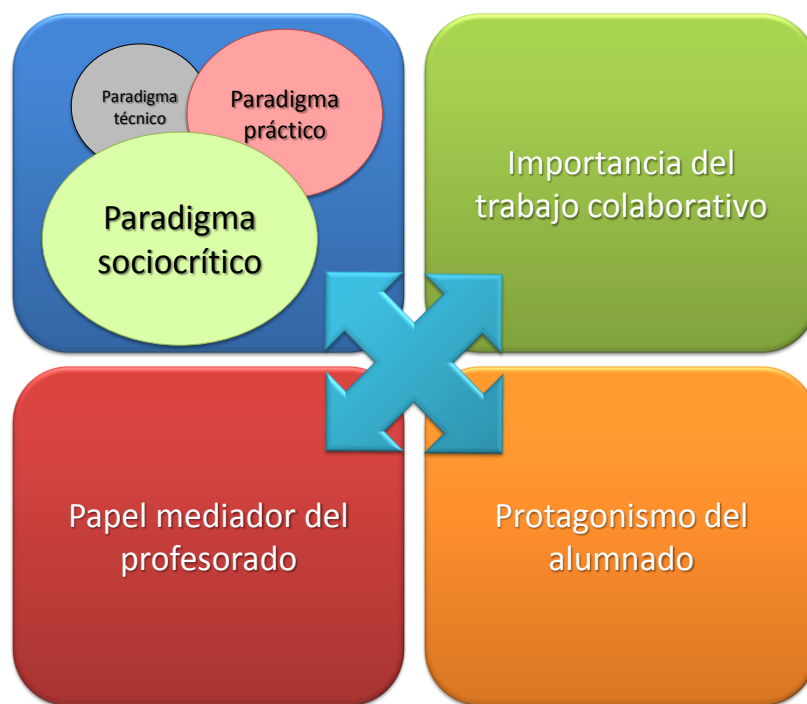 Paradigma
técnico
Paradigma
práctico
Paradigma
sociocrítico
Importancia del
trabajo colaborativo
Papel mediador del
profesorado
Protagonismo del
alumnado